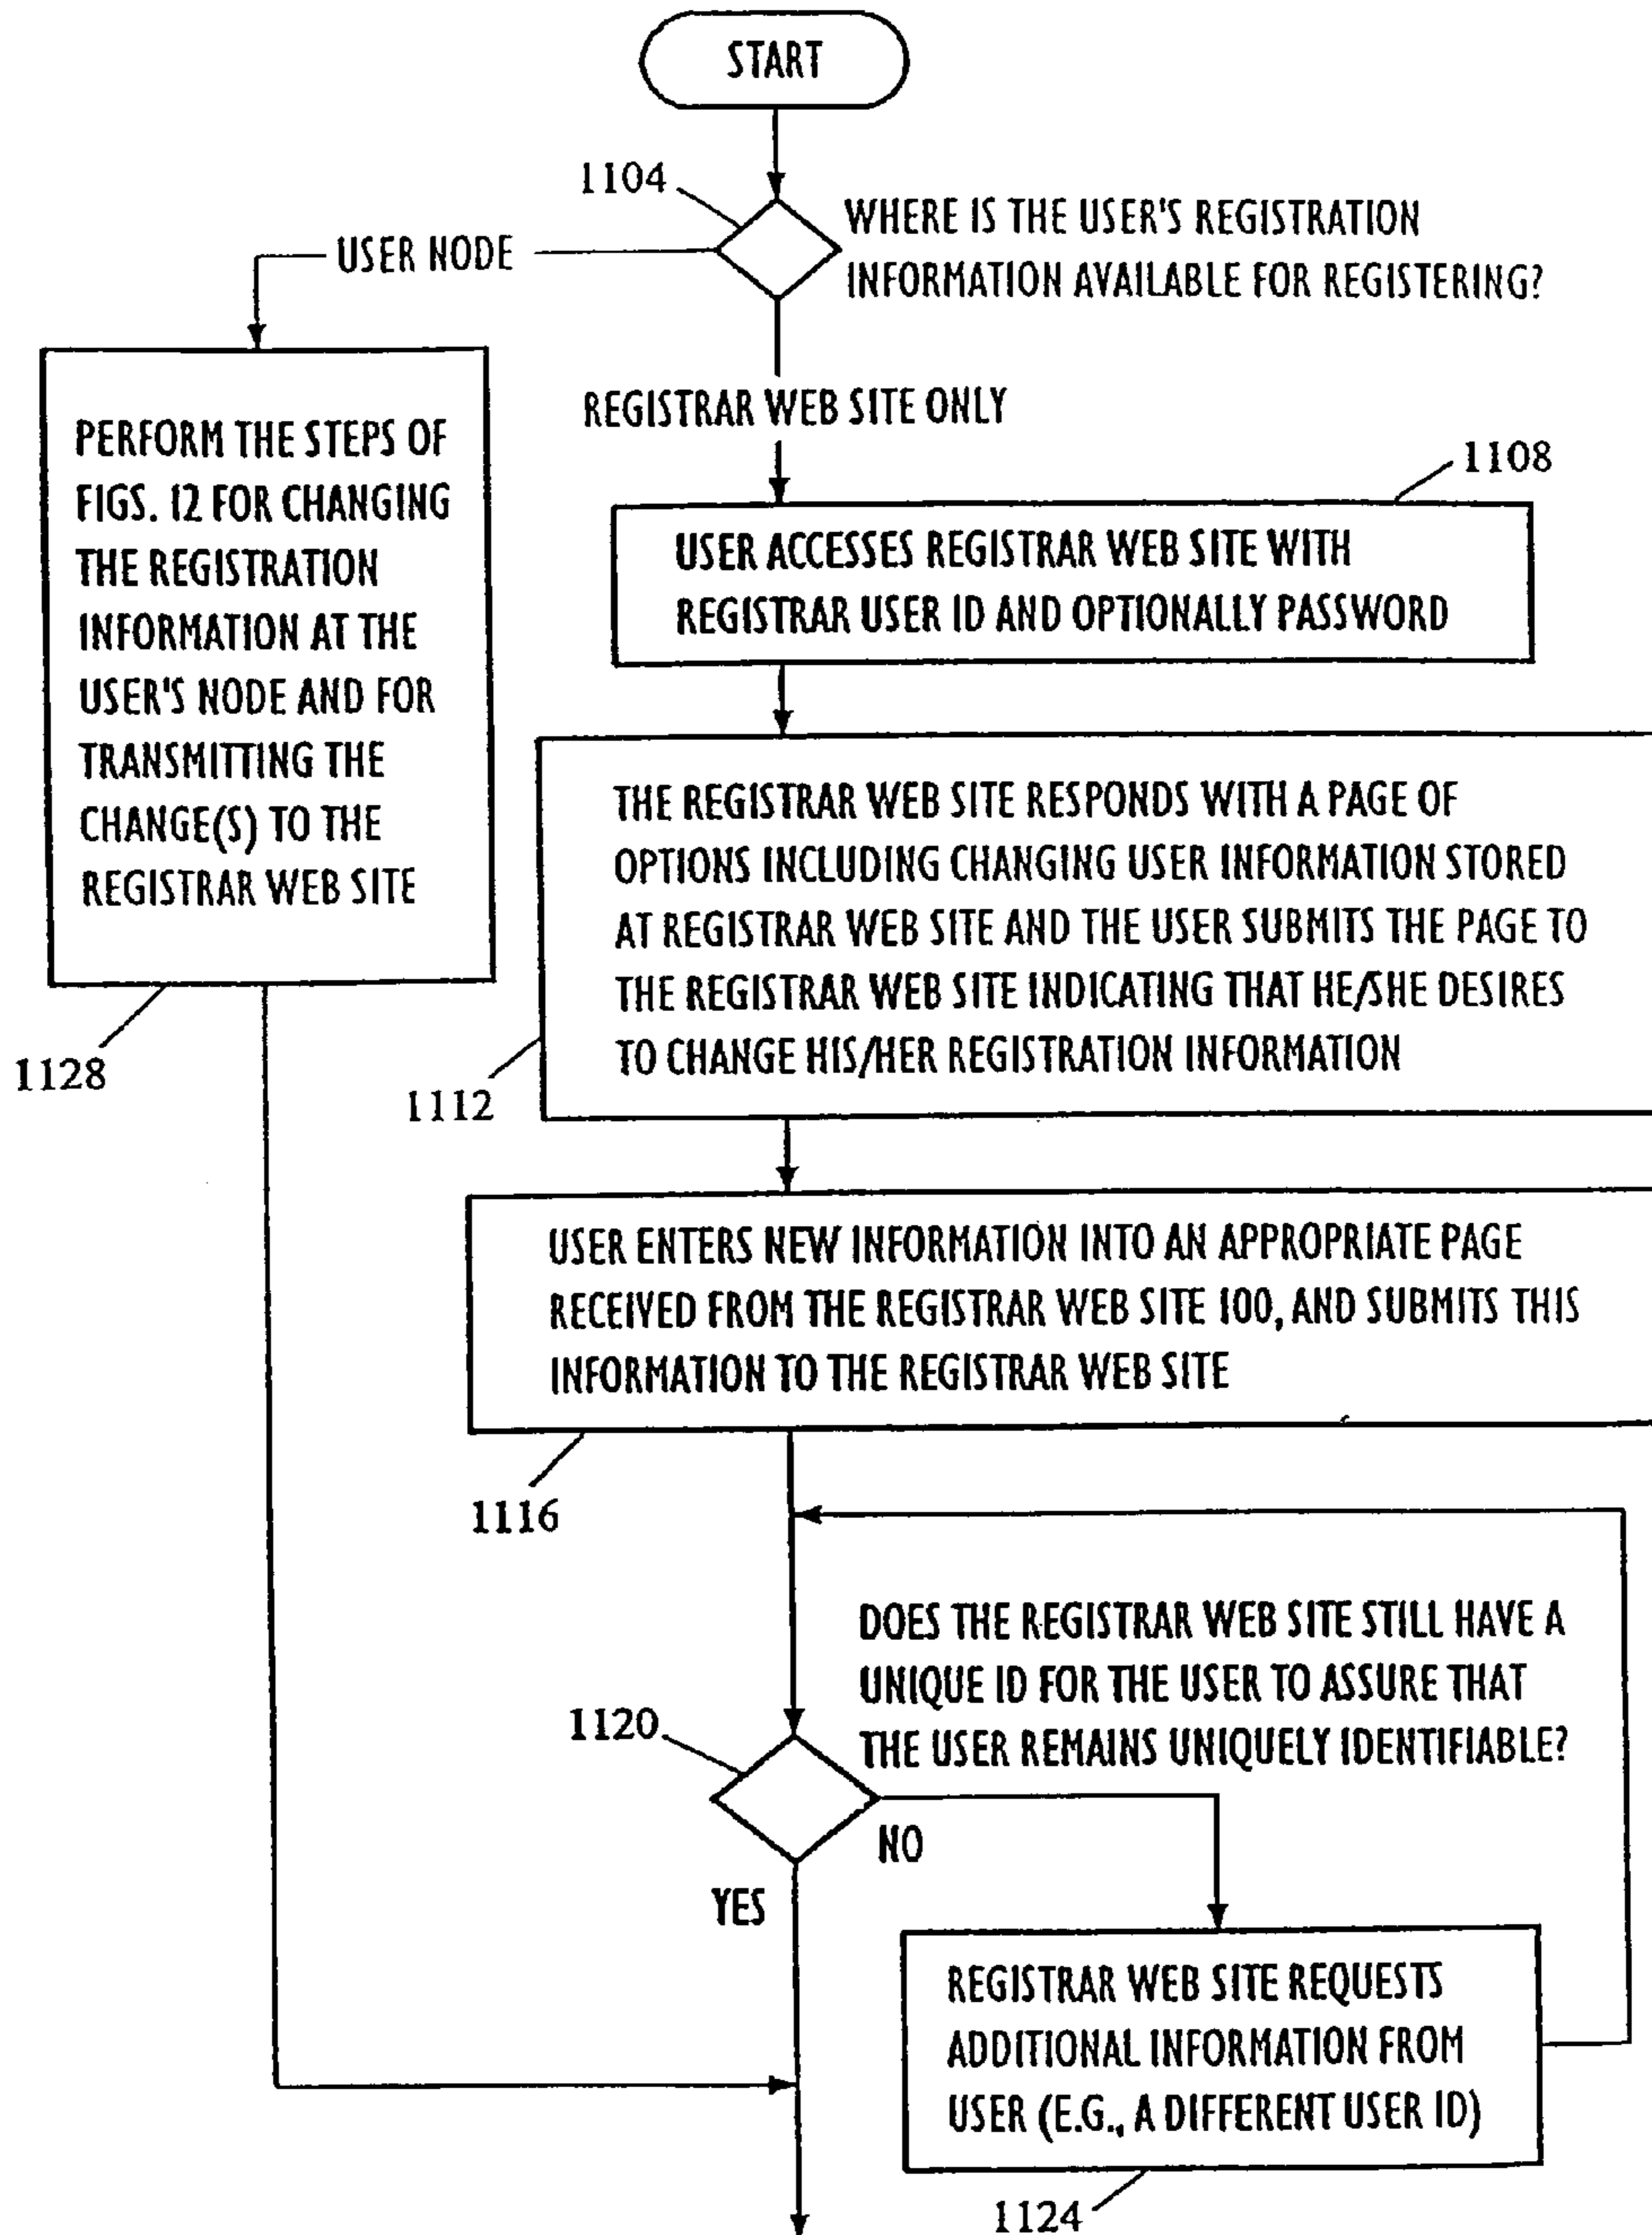 START
1104
WHERE IS THE USER'S REGISTRATION
INFORMATION AVAILABLE FOR REGISTERING?
USER NODE
REGISTRAR WEB SITE ONLY
PERFORM THE STEPS OF
FIGS. 12 FOR CHANGING
THE REGISTRATION
INFORMATION AT THE
USER'S NODE AND FOR
TRANSMITTING THE
CHANGE(S) TO THE
REGISTRAR WEB SITE
1128
1108
USER ACCESSES REGISTRAR WEB SITE WITH
REGISTRAR USER ID AND OPTIONALLY PASSWORD
THE REGISTRAR WEB SITE RESPONDS WITH A PAGE OF
OPTIONS INCLUDING CHANGING USER INFORMATION STORED
AT REGISTRAR WEB SITE AND THE USER SUBMITS THE PAGE TO
THE REGISTRAR WEB SITE INDICATING THAT HE/SHE DESIRES
TO CHANGE HIS/HER REGISTRATION INFORMATION
1112
USER ENTERS NEW INFORMATION INTO AN APPROPRIATE PAGE
RECEIVED FROM THE REGISTRAR WEB SITE 100, AND SUBMITS THIS
INFORMATION TO THE REGISTRAR WEB SITE
1116
DOES THE REGISTRAR WEB SITE STILL HAVE A
UNIQUE ID FOR THE USER TO ASSURE THAT
THE USER REMAINS UNIQUELY IDENTIFIABLE?
1120
NO
YES
REGISTRAR WEB SITE REQUESTS
ADDITIONAL INFORMATION FROM
USER (E.G., A DIFFERENT USER ID)
1124